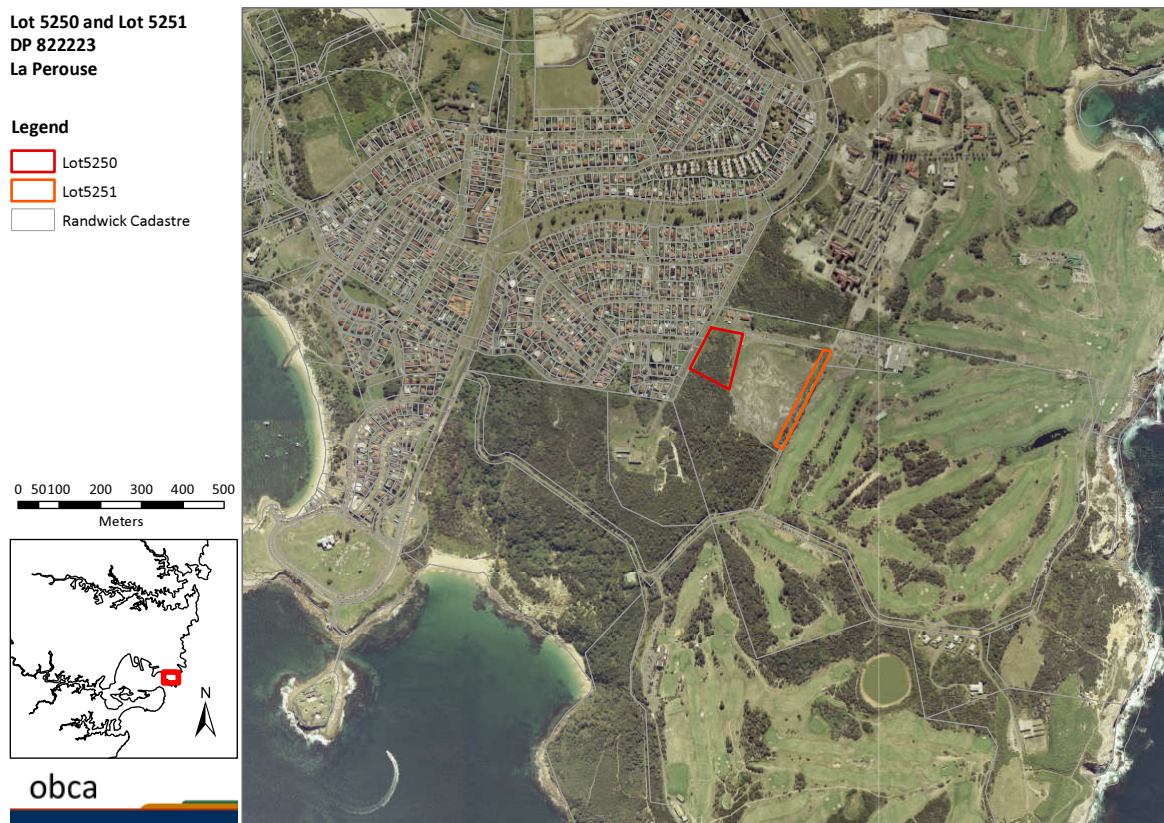 Lot 5250 and Lot 5251
DP 822223
La Perouse
Legend
Lot5250
Lot5251
Randwick Cadastre
0 50100 200 300 400 500
Meters
N
obca